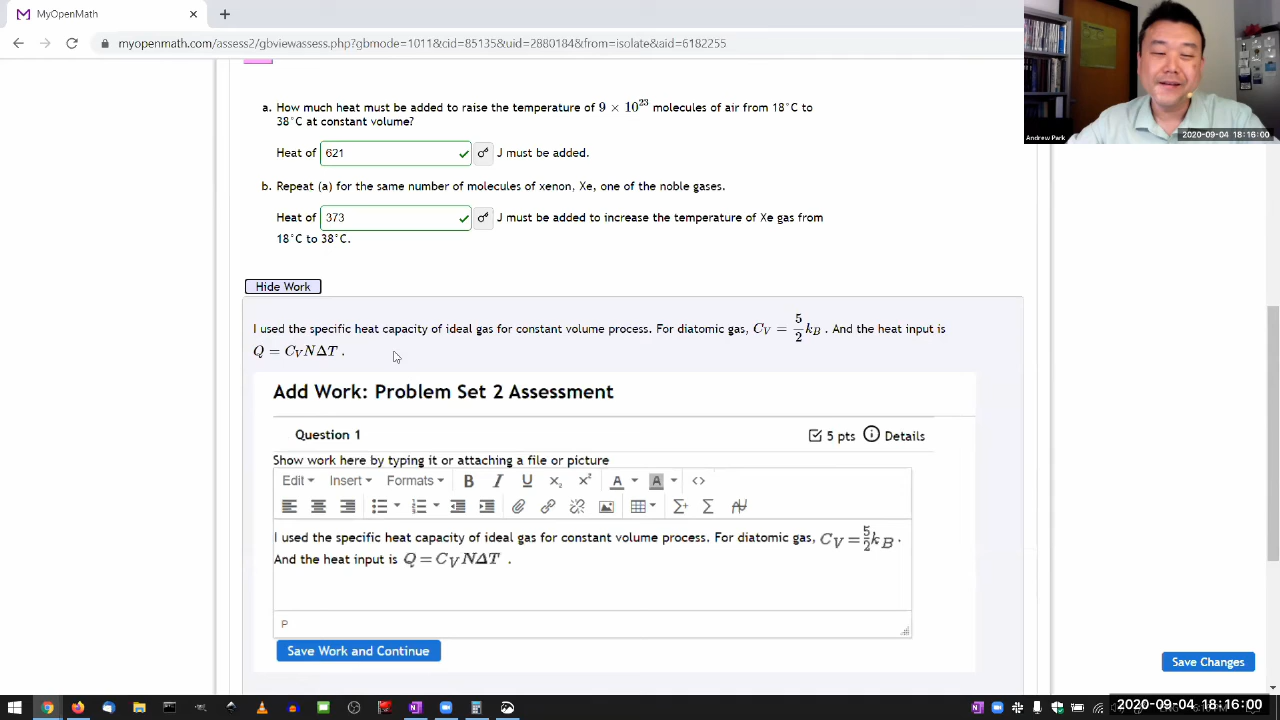 MyOpenMath
myopenmath.com/assess2/gbviewassess.php?gbmode=1011&cid=85135&uid=2880184&from=isolate&aid=6182255
Andrew Park
2020-09-04 18:16:00
a. How much heat must be added to raise the temperature of 9 × 10²³ molecules of air from 18°C to
38°C at constant volume?
Heat of 621 J must be added.
b. Repeat (a) for the same number of molecules of xenon, Xe, one of the noble gases.
Heat of 373 J must be added to increase the temperature of Xe gas from
18°C to 38°C.
Hide Work
I used the specific heat capacity of ideal gas for constant volume process. For diatomic gas, C_V = 5/2 k_B . And the heat input is
Q = C_V NΔT .
Add Work: Problem Set 2 Assessment
Question 1 5 pts Details
Show work here by typing it or attaching a file or picture
Edit Insert Formats B I U X₂ X² A A <>
Σ+ Σ
I used the specific heat capacity of ideal gas for constant volume process. For diatomic gas, C_V = 5/2 k_B .
And the heat input is Q = C_V NΔT .
P
Save Work and Continue
Save Changes
2020-09-04 18:16:00